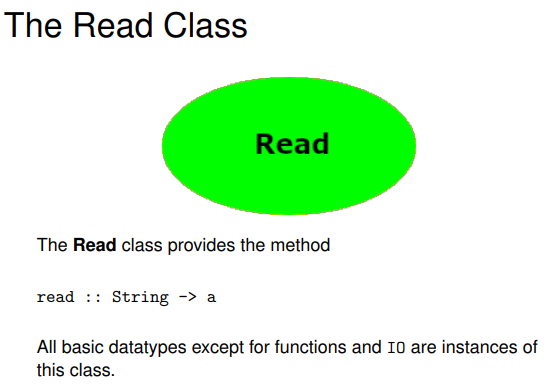 The Read Class
Read
The Read class provides the method
read :: String -> a
All basic datatypes except for functions and IO are instances of
this class.